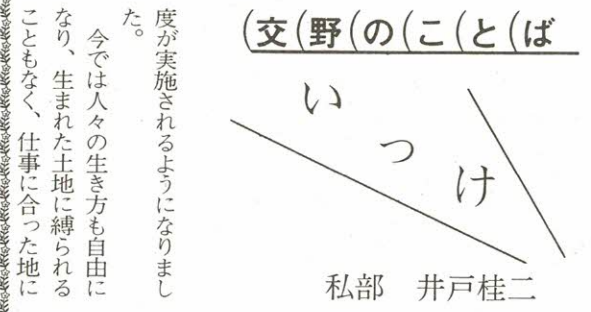 (交(野(の(こ(と(ば
いっけ
私部　井戸桂二
度が実施されるようになりまし
た。
今では人々の生き方も自由に
なり、生まれた土地に縛られる
こともなく、仕事に合った地に